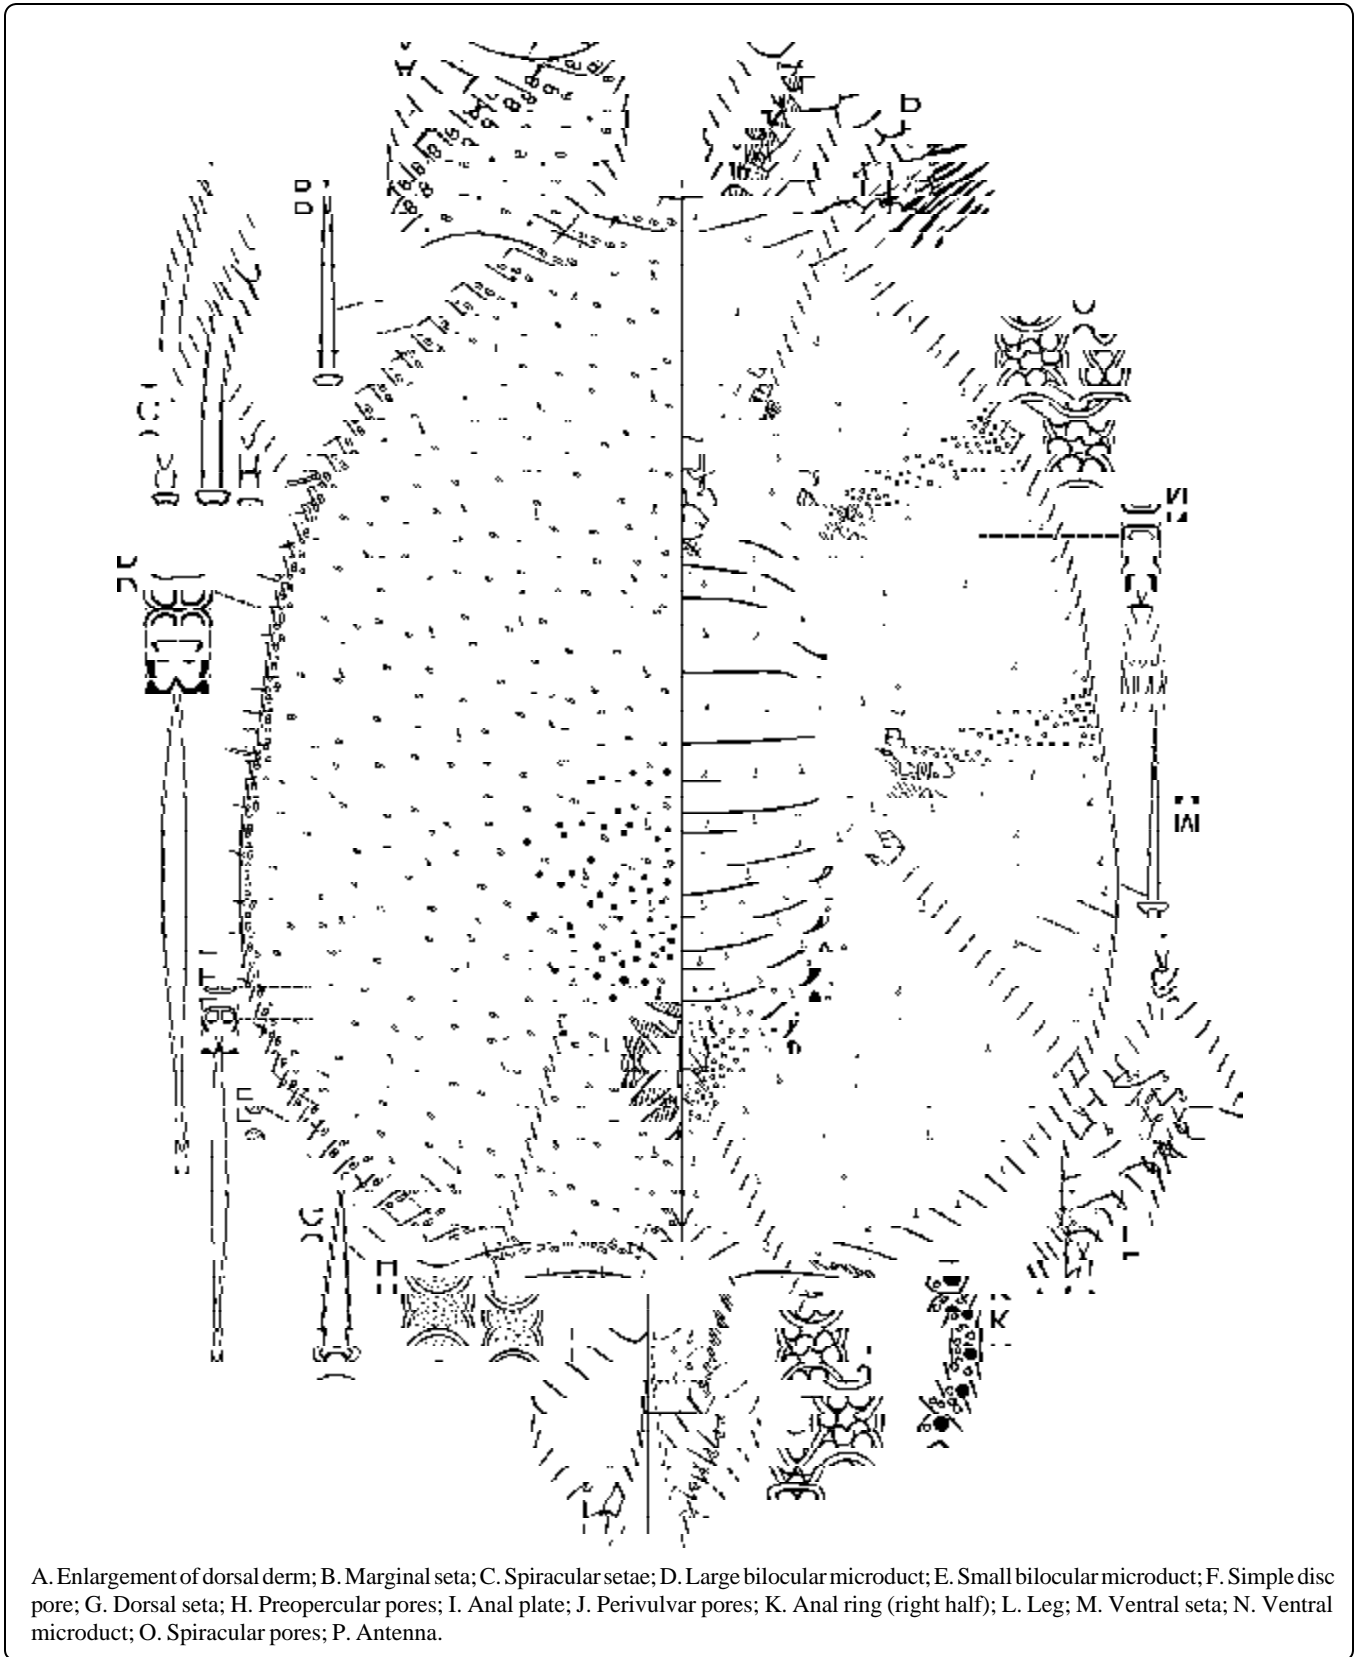 P
B
C
H
N
D
M
I
E
G
L
H
K
J
I
A. Enlargement of dorsal derm; B. Marginal seta; C. Spiracular setae; D. Large bilocular microduct; E. Small bilocular microduct; F. Simple disc
pore; G. Dorsal seta; H. Preopercular pores; I. Anal plate; J. Perivulvar pores; K. Anal ring (right half); L. Leg; M. Ventral seta; N. Ventral
microduct; O. Spiracular pores; P. Antenna.